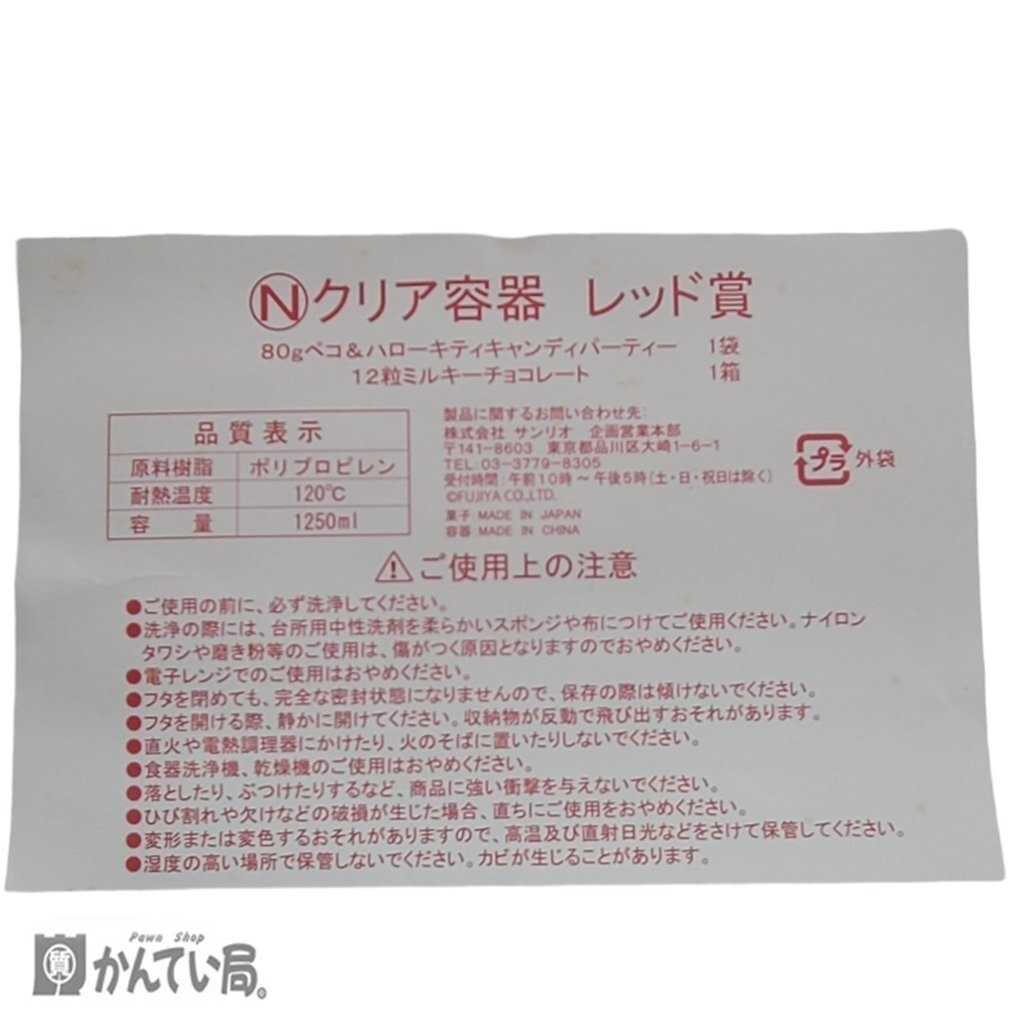 Ⓝクリア容器 レッド賞
80gペコ&ハローキティキャンディパーティー 1袋
12粒ミルキーチョコレート 1箱
品質表示
原料樹脂 ポリプロピレン
耐熱温度 120℃
容量 1250ml
製品に関するお問い合わせ先:
株式会社 サンリオ 企画営業本部
〒141-8603 東京都品川区大崎1-6-1
TEL:03-3779-8305
受付時間:午前10時～午後5時(土・日・祝日は除く)
©FUJIYA CO.,LTD.
菓子:MADE IN JAPAN
容器:MADE IN CHINA
プラ 外袋
⚠ご使用上の注意
●ご使用の前に、必ず洗浄してください。
●洗浄の際には、台所用中性洗剤を柔らかいスポンジや布につけてご使用ください。ナイロン
タワシや磨き粉等のご使用は、傷がつく原因となりますのでおやめください。
●電子レンジでのご使用はおやめください。
●フタを閉めても、完全な密封状態になりませんので、保存の際は傾けないでください。
●フタを開ける際、静かに開けてください。収納物が反動で飛び出すおそれがあります。
●直火や電熱調理器にかけたり、火のそばに置いたりしないでください。
●食器洗浄機、乾燥機のご使用はおやめください。
●落としたり、ぶつけたりするなど、商品に強い衝撃を与えないでください。
●ひび割れや欠けなどの破損が生じた場合、直ちにご使用をおやめください。
●変形または変色するおそれがありますので、高温及び直射日光などをさけて保管してください。
●湿度の高い場所で保管しないでください。カビが生じることがあります。
Pawn Shop
質 かんてい局®